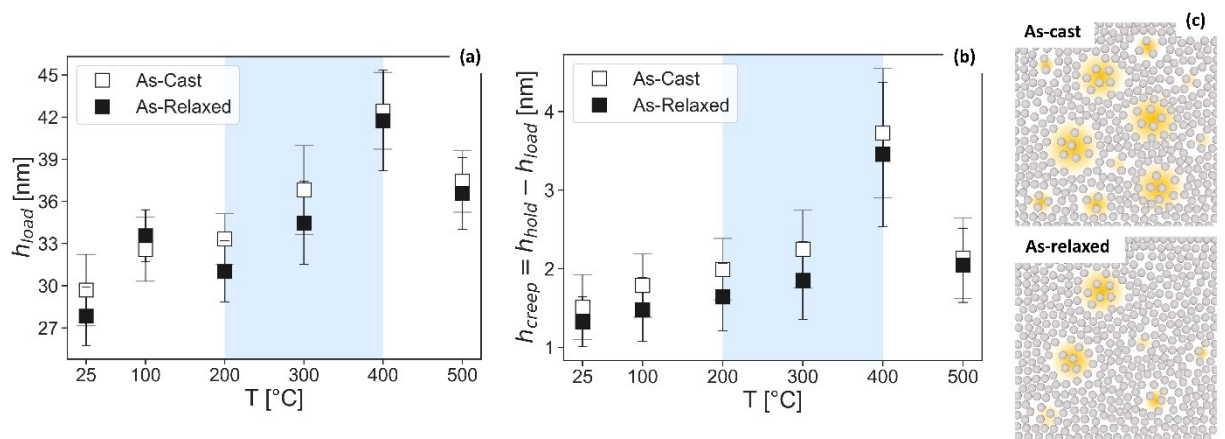 (a)
As-Cast
As-Relaxed
45
42
39
36
33
30
27
h_load [nm]
25 100 200 300 400 500
T [°C]
(b)
As-Cast
As-Relaxed
4
3
2
1
h_creep = h_hold − h_load [nm]
25 100 200 300 400 500
T [°C]
As-cast
(c)
As-relaxed